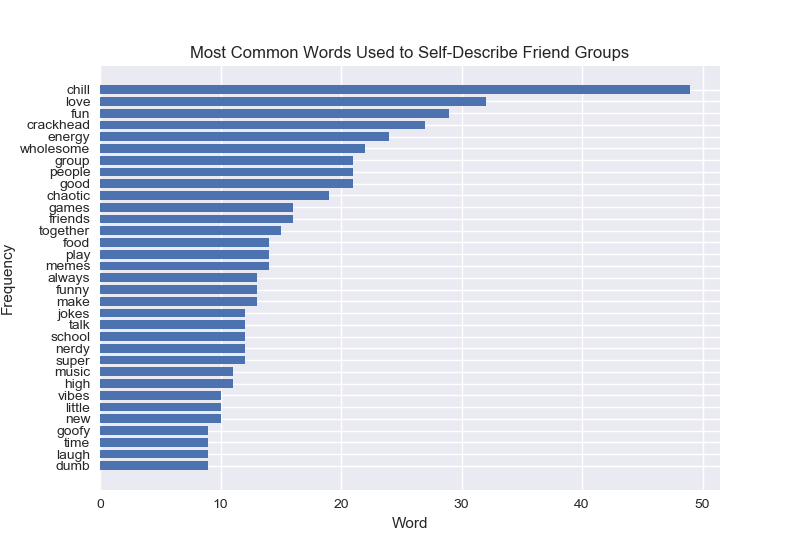 Most Common Words Used to Self-Describe Friend Groups
chill
love
fun
crackhead
energy
wholesome
group
people
good
chaotic
games
friends
together
food
play
memes
always
funny
make
jokes
talk
school
nerdy
super
music
high
vibes
little
new
goofy
time
laugh
dumb
Frequency
0 10 20 30 40 50
Word